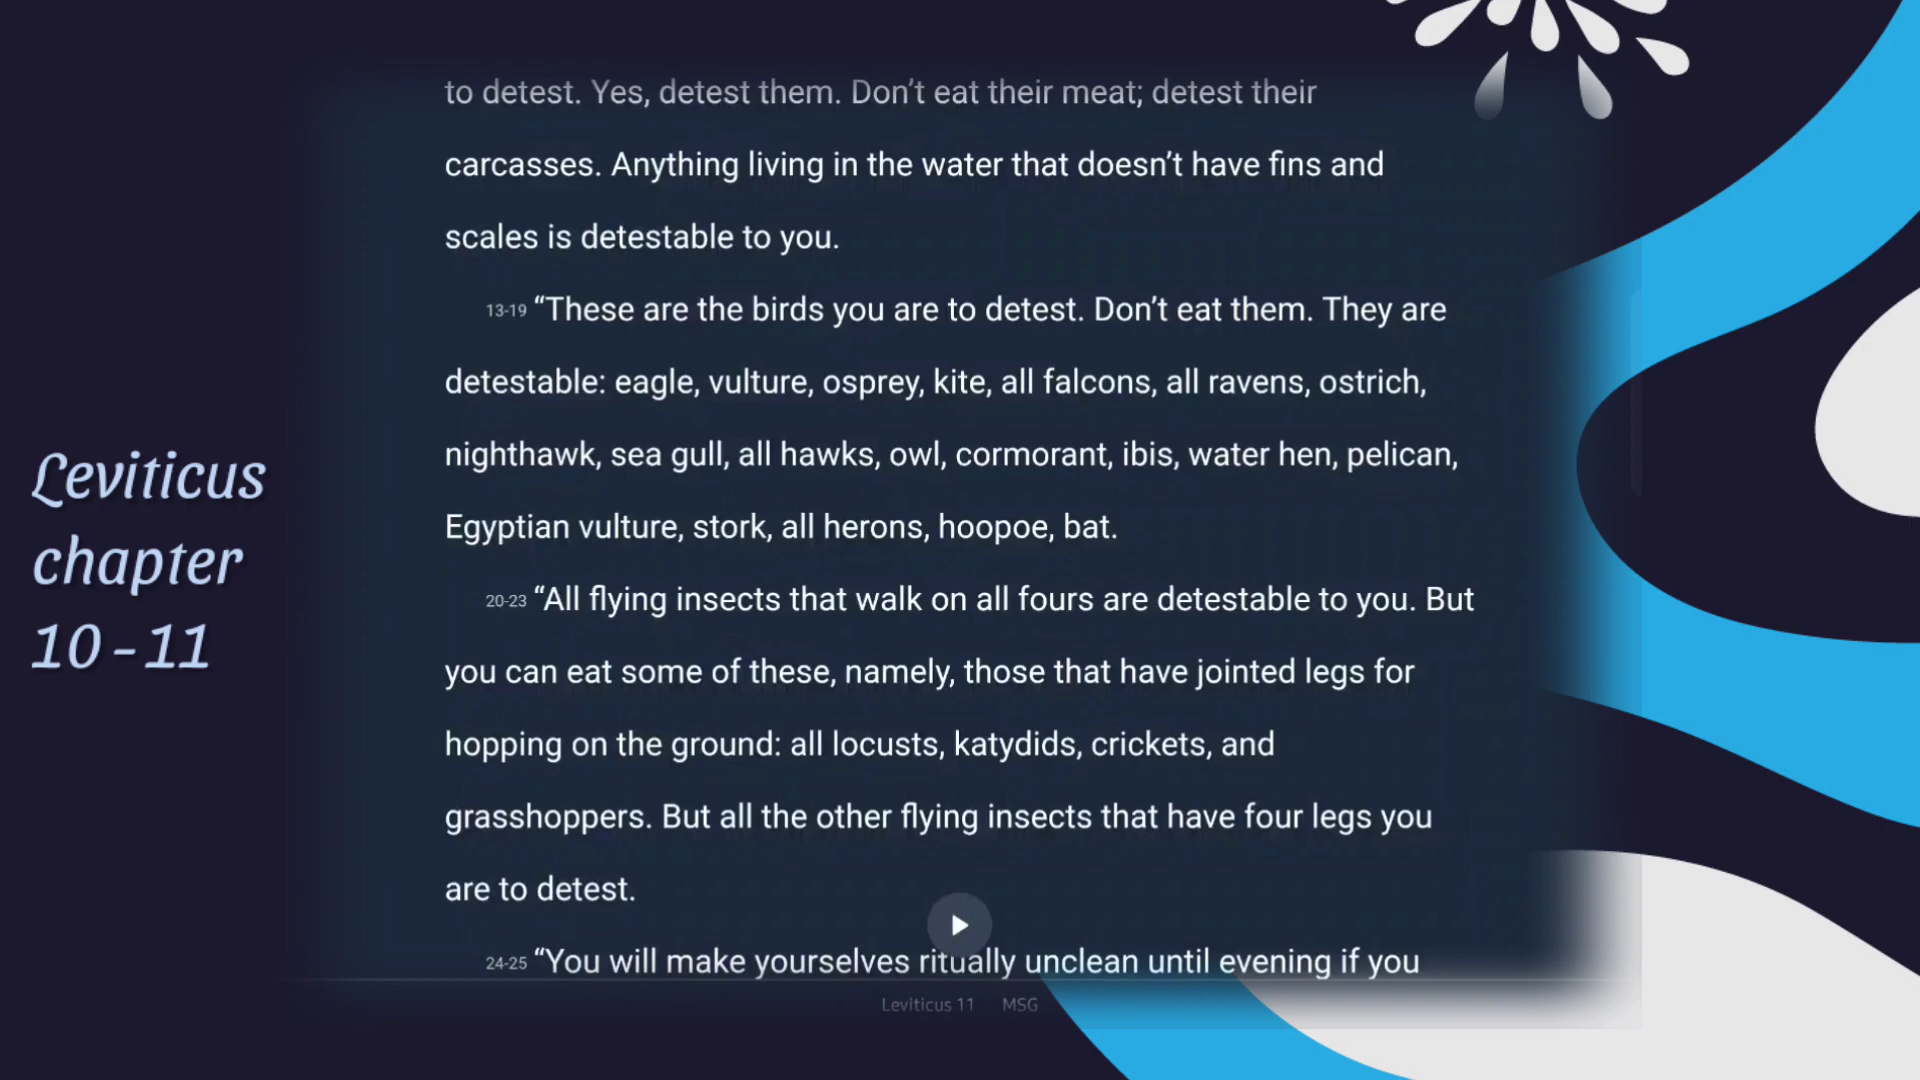 to detest. Yes, detest them. Don’t eat their meat; detest their
carcasses. Anything living in the water that doesn’t have fins and
scales is detestable to you.
13-19 “These are the birds you are to detest. Don’t eat them. They are
detestable: eagle, vulture, osprey, kite, all falcons, all ravens, ostrich,
nighthawk, sea gull, all hawks, owl, cormorant, ibis, water hen, pelican,
Egyptian vulture, stork, all herons, hoopoe, bat.
20-23 “All flying insects that walk on all fours are detestable to you. But
you can eat some of these, namely, those that have jointed legs for
hopping on the ground: all locusts, katydids, crickets, and
grasshoppers. But all the other flying insects that have four legs you
are to detest.
24-25 “You will make yourselves ritually unclean until evening if you
Leviticus 11 MSG
Leviticus
chapter
10-11